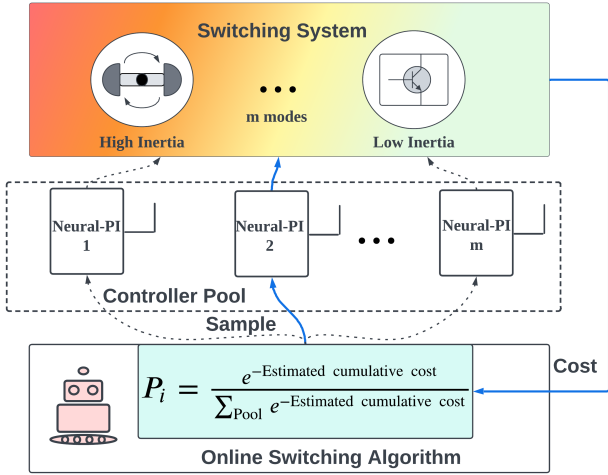 Switching System
• • •
m modes
High Inertia
Low Inertia
Neural-PI
1
Neural-PI
2
• • •
Neural-PI
m
Controller Pool
Sample
P_i = e^{-Estimated cumulative cost} / ∑_{Pool} e^{-Estimated cumulative cost}
Cost
Online Switching Algorithm